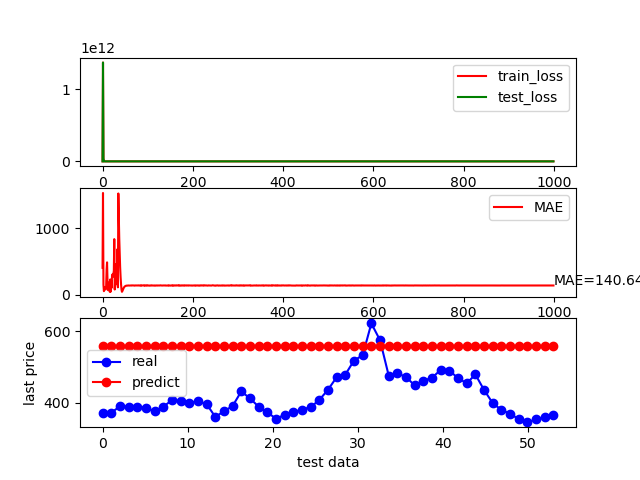 1e12
1
0
train_loss
test_loss
0 200 400 600 800 1000
1000
0
MAE
MAE=140.64
0 200 400 600 800 1000
last price
600
400
real
predict
0 10 20 30 40 50
test data